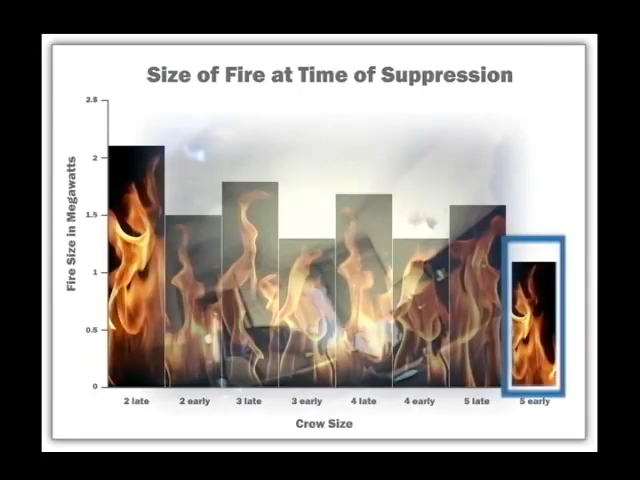 Size of Fire at Time of Suppression
Fire Size in Megawatts
2.5
2
1.5
1
0.5
0
2 late
2 early
3 late
3 early
4 late
4 early
5 late
5 early
Crew Size